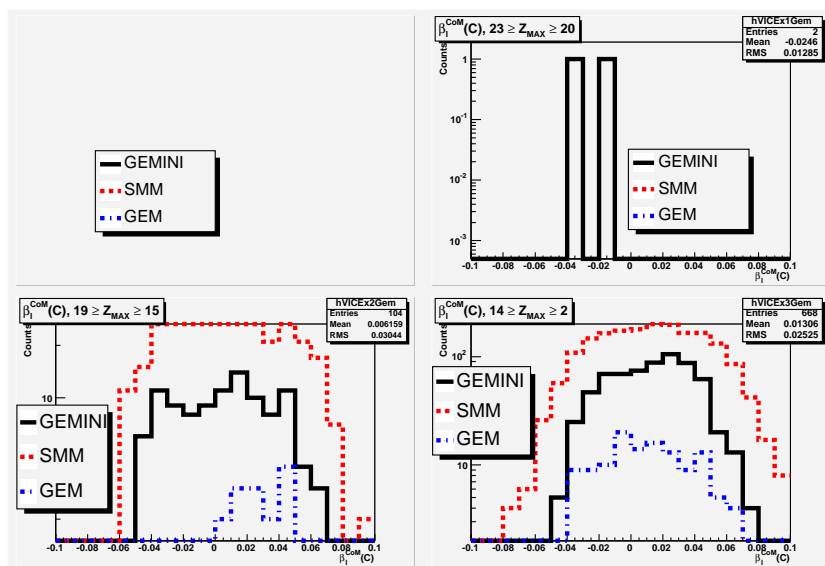 GEMINI
SMM
GEM
β_l^CoM(C), 23 ≥ Z_MAX ≥ 20
hVICEx1Gem
Entries 2
Mean -0.0246
RMS 0.01285
Counts
1
10^-1
10^-2
10^-3
GEMINI
SMM
GEM
-0.1 -0.08 -0.06 -0.04 -0.02 0 0.02 0.04 0.06 0.08 0.1
β_l^CoM(C)
β_l^CoM(C), 19 ≥ Z_MAX ≥ 15
hVICEx2Gem
Entries 104
Mean 0.006159
RMS 0.03044
Counts
10
GEMINI
SMM
GEM
-0.1 -0.08 -0.06 -0.04 -0.02 0 0.02 0.04 0.06 0.08 0.1
β_l^CoM(C)
β_l^CoM(C), 14 ≥ Z_MAX ≥ 2
hVICEx3Gem
Entries 668
Mean 0.01306
RMS 0.02525
Counts
10^2
GEMINI
SMM
GEM
10
-0.1 -0.08 -0.06 -0.04 -0.02 0 0.02 0.04 0.06 0.08 0.1
β_l^CoM(C)